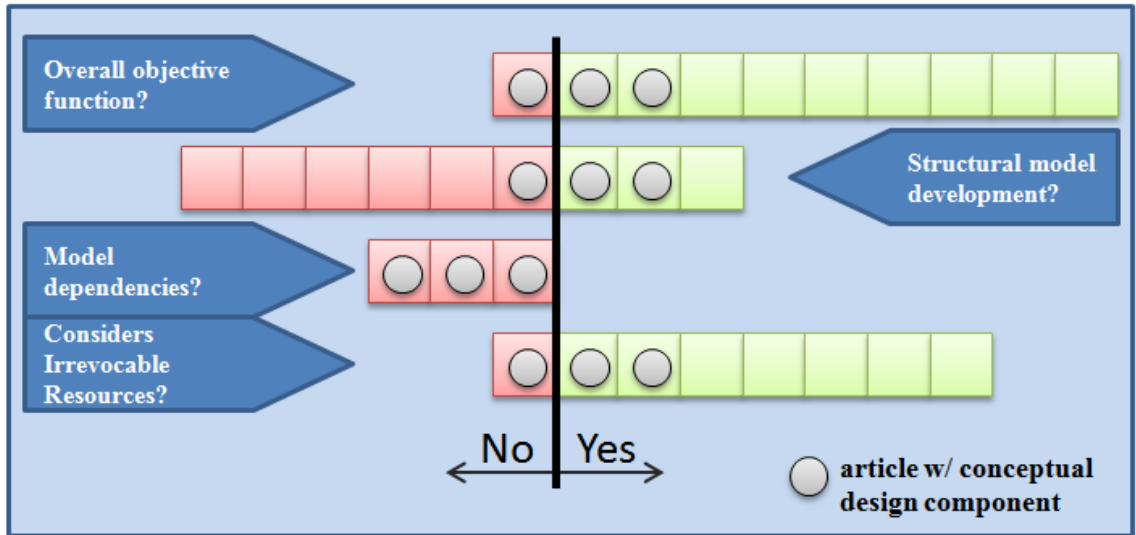 Overall objective
function?
Structural model
development?
Model
dependencies?
Considers
Irrevocable
Resources?
No
Yes
article w/ conceptual
design component